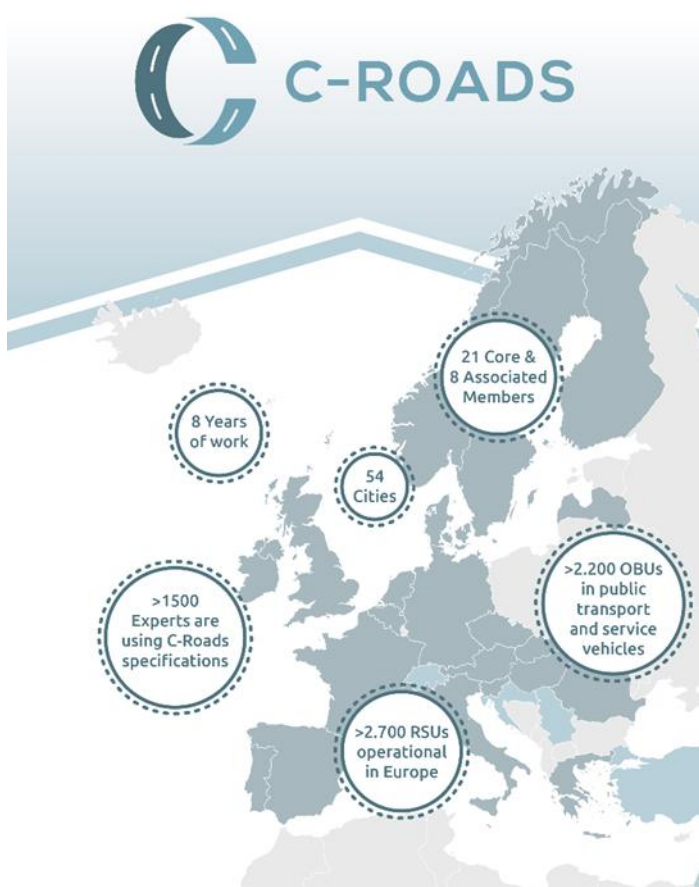 C-ROADS
21 Core &
8 Associated
Members
8 Years
of work
54
Cities
>2.200 OBUs
in public
transport
and service
vehicles
>1500
Experts are
using C-Roads
specifications
>2.700 RSUs
operational
in Europe